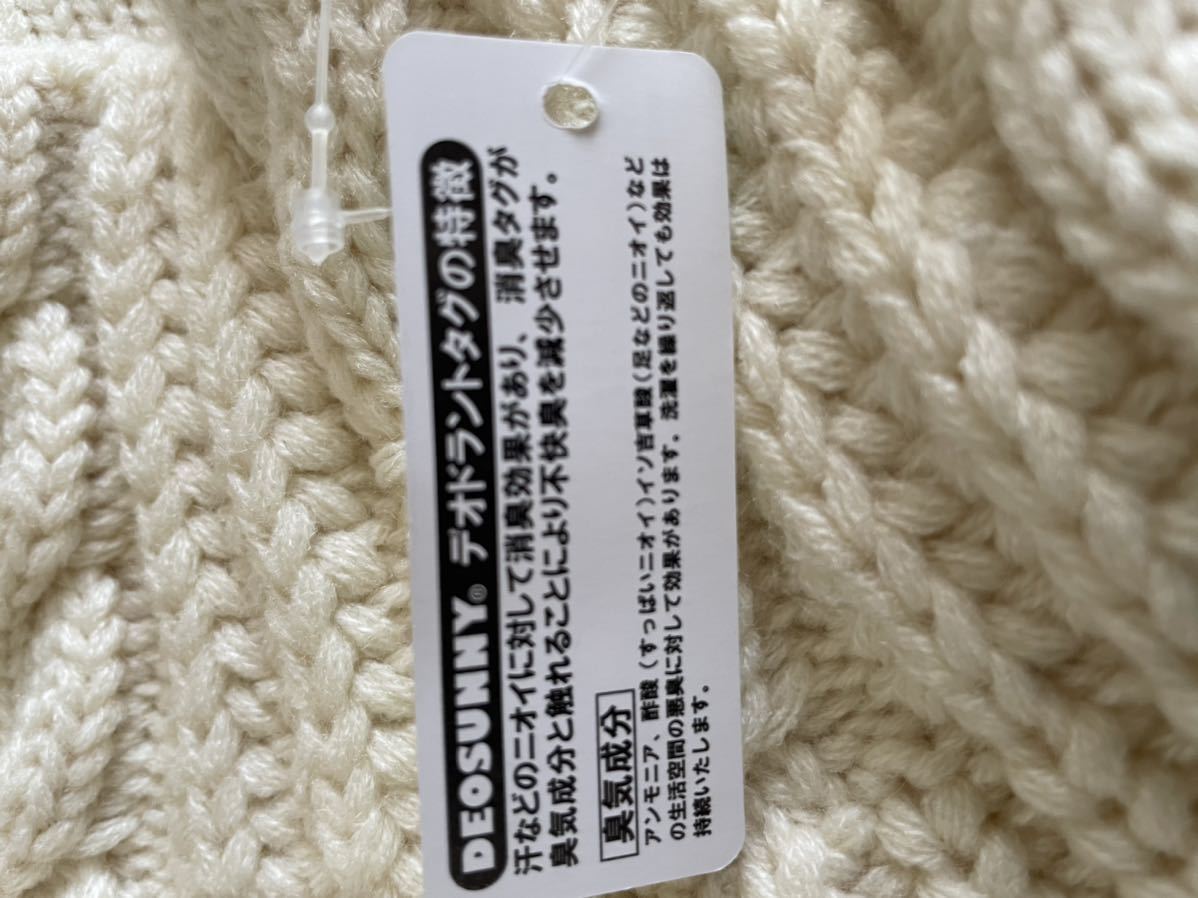 DEOSUNNY® デオドラントタグの特徴
汗などのニオイに対して消臭効果があり、消臭タグが
臭気成分と触れることにより不快臭を減少させます。
臭気成分
アンモニア、酢酸(すっぱいニオイ)イソ吉草酸(足などのニオイ)など
の生活空間の悪臭に対して効果があります。洗濯を繰り返しても効果は
持続いたします。